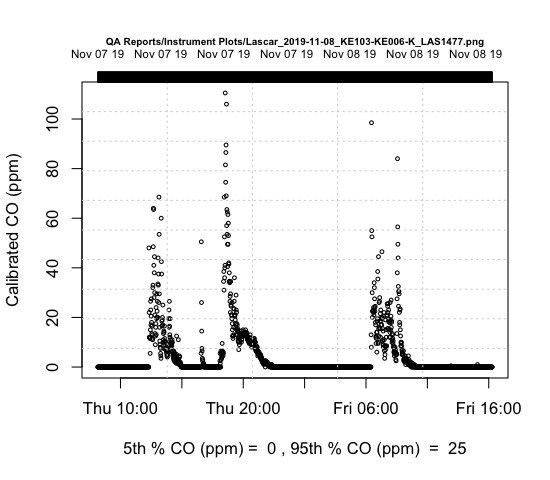 QA Reports/Instrument Plots/Lascar_2019-11-08_KE103-KE006-K_LAS1477.png
Nov 07 19 Nov 07 19 Nov 07 19 Nov 07 19 Nov 08 19 Nov 08 19 Nov 08 19
Calibrated CO (ppm)
100
80
60
40
20
0
Thu 10:00 Thu 20:00 Fri 06:00 Fri 16:00
5th % CO (ppm) = 0 , 95th % CO (ppm) = 25